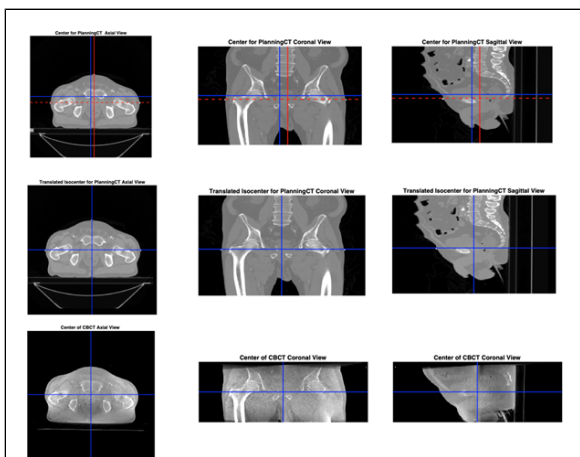 Center for PlanningCT Axial View
Center for PlanningCT Coronal View
Center for PlanningCT Sagittal View
Translated Isocenter for PlanningCT Axial View
Translated Isocenter for PlanningCT Coronal View
Translated Isocenter for PlanningCT Sagittal View
Center of CBCT Axial View
Center of CBCT Coronal View
Center of CBCT Coronal View